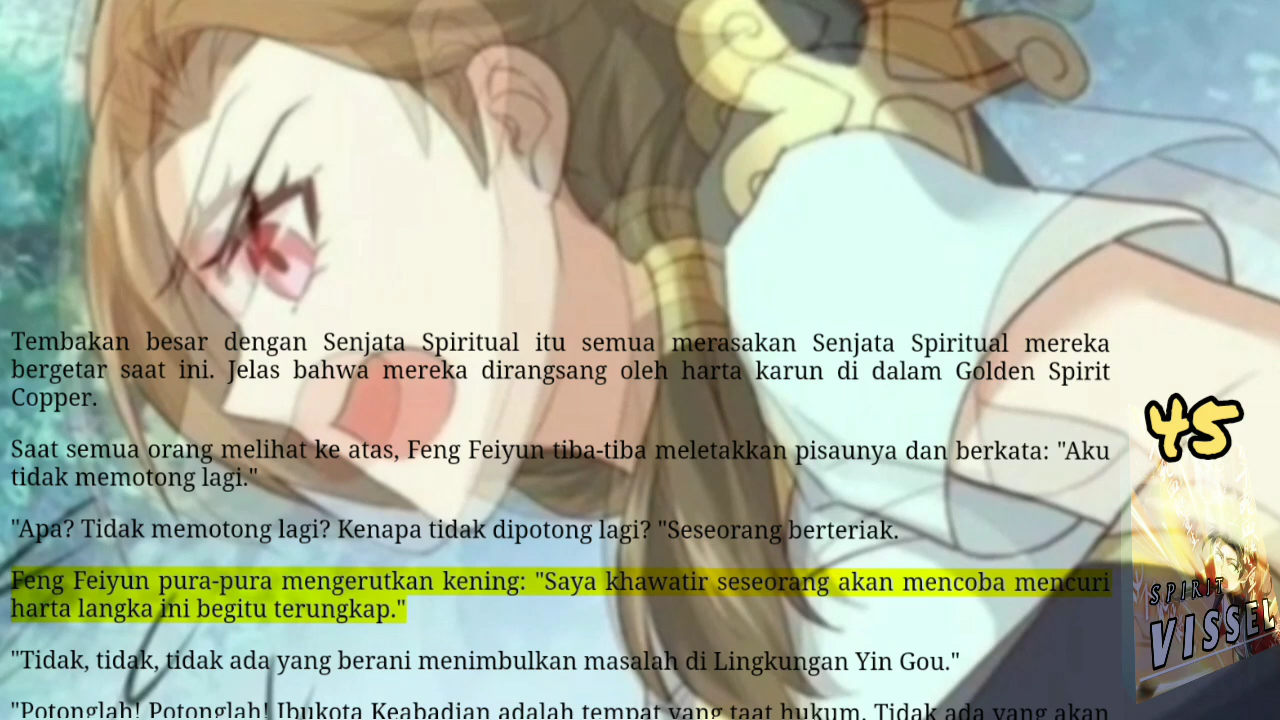 Tembakan besar dengan Senjata Spiritual itu semua merasakan Senjata Spiritual mereka
bergetar saat ini. Jelas bahwa mereka dirangsang oleh harta karun di dalam Golden Spirit
Copper.
Saat semua orang melihat ke atas, Feng Feiyun tiba-tiba meletakkan pisaunya dan berkata: "Aku
tidak memotong lagi."
"Apa? Tidak memotong lagi? Kenapa tidak dipotong lagi? "Seseorang berteriak.
Feng Feiyun pura-pura mengerutkan kening: "Saya khawatir seseorang akan mencoba mencuri
harta langka ini begitu terungkap."
"Tidak, tidak, tidak ada yang berani menimbulkan masalah di Lingkungan Yin Gou."
"Potonglah! Potonglah! Ibukota Keabadian adalah tempat yang taat hukum. Tidak ada yang akan
45
SPIRIT
VISSEL